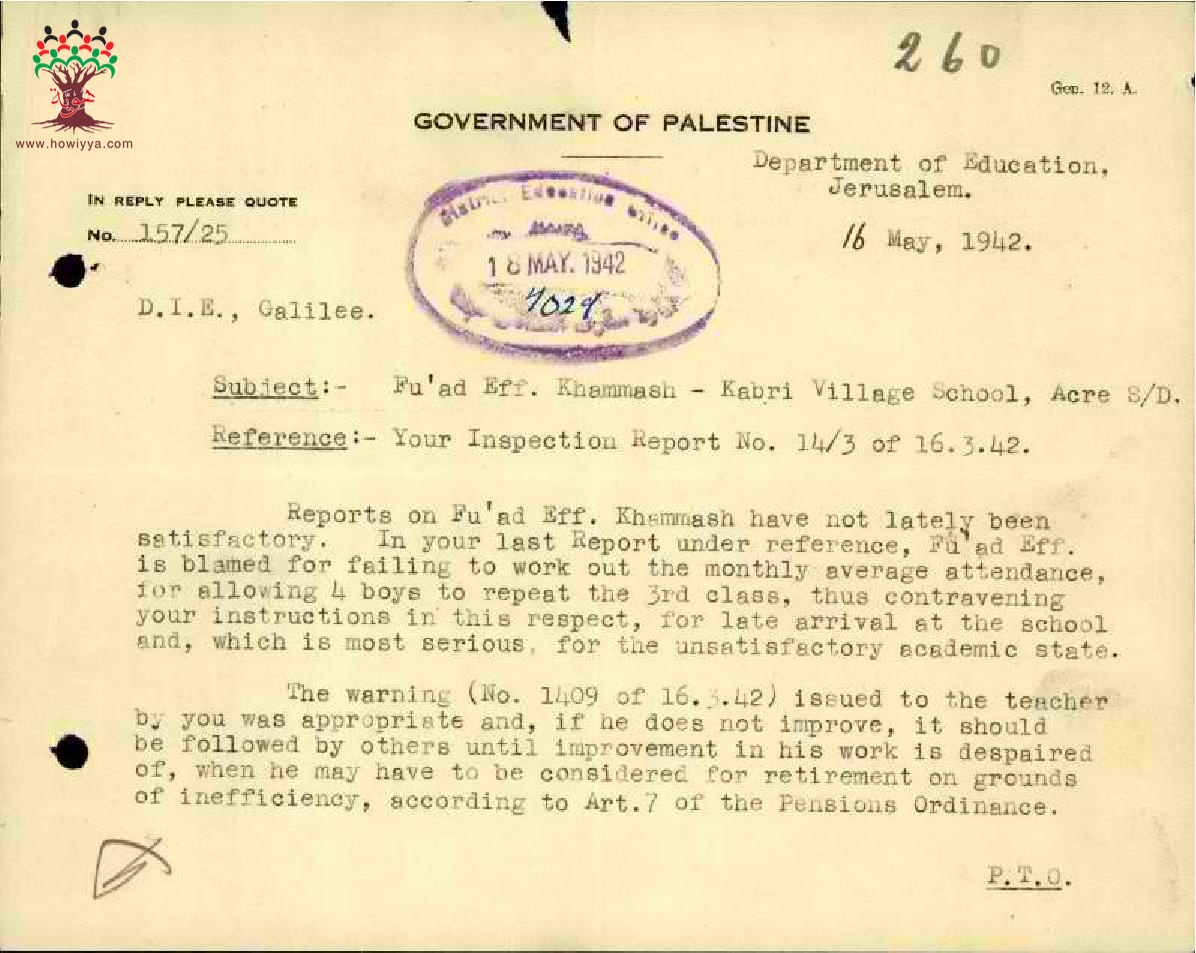 260
Gen. 12. A.
www.howiyya.com
GOVERNMENT OF PALESTINE
Department of Education,
Jerusalem.
IN REPLY PLEASE QUOTE
No. 157/25
16 May, 1942.
District Education Office
18 MAY. 1942
D.I.E., Galilee.
Subject:- Fu'ad Eff. Khammash - Kabri Village School, Acre S/D.
Reference:- Your Inspection Report No. 14/3 of 16.3.42.
Reports on Fu'ad Eff. Khammash have not lately been
satisfactory. In your last Report under reference, Fu'ad Eff.
is blamed for failing to work out the monthly average attendance,
for allowing 4 boys to repeat the 3rd class, thus contravening
your instructions in this respect, for late arrival at the school
and, which is most serious, for the unsatisfactory academic state.
The warning (No. 1409 of 16.3.42) issued to the teacher
by you was appropriate and, if he does not improve, it should
be followed by others until improvement in his work is despaired
of, when he may have to be considered for retirement on grounds
of inefficiency, according to Art.7 of the Pensions Ordinance.
P.T.O.